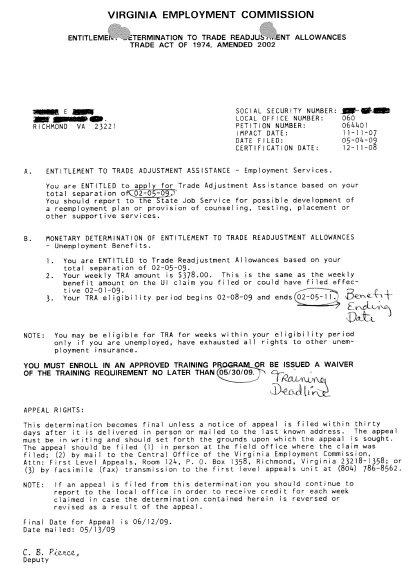 VIRGINIA EMPLOYMENT COMMISSION
ENTITLEMENT DETERMINATION TO TRADE READJUSTMENT ALLOWANCES
TRADE ACT OF 1974, AMENDED 2002
E
RICHMOND VA 23221
SOCIAL SECURITY NUMBER:
LOCAL OFFICE NUMBER: 060
PETITION NUMBER: 064401
IMPACT DATE: 11-11-07
DATE FILED: 05-04-09
CERTIFICATION DATE: 12-11-08
A. ENTITLEMENT TO TRADE ADJUSTMENT ASSISTANCE - Employment Services.
You are ENTITLED to apply for Trade Adjustment Assistance based on your
total separation of 02-05-09.
You should report to the State Job Service for possible development of
a reemployment plan or provision of counseling, testing, placement or
other supportive services.
B. MONETARY DETERMINATION OF ENTITLEMENT TO TRADE READJUSTMENT ALLOWANCES
- Unemployment Benefits.
1. You are ENTITLED to Trade Readjustment Allowances based on your
total separation of 02-05-09.
2. Your weekly TRA amount is $378.00. This is the same as the weekly
benefit amount on the UI claim you filed or could have filed effec-
tive 02-01-09.
3. Your TRA eligibility period begins 02-08-09 and ends 02-05-11. Benefit
Ending
Date
NOTE: You may be eligible for TRA for weeks within your eligibility period
only if you are unemployed, have exhausted all rights to other unem-
ployment insurance.
YOU MUST ENROLL IN AN APPROVED TRAINING PROGRAM OR BE ISSUED A WAIVER
OF THE TRAINING REQUIREMENT NO LATER THAN 05/30/09. Training
Deadline
APPEAL RIGHTS:
This determination becomes final unless a notice of appeal is filed within thirty
days after it is delivered in person or mailed to the last known address. The appeal
must be in writing and should set forth the grounds upon which the appeal is sought.
The appeal should be filed (1) in person at the field office where the claim was
filed; (2) by mail to the Central Office of the Virginia Employment Commission,
Attn: First Level Appeals, Room 124, P. O. Box 1358, Richmond, Virginia 23218-1358; or
(3) by facsimile (fax) transmission to the first level appeals unit at (804) 786-8562.
NOTE: If an appeal is filed from this determination you should continue to
report to the local office in order to receive credit for each week
claimed in case the determination contained herein is reversed or
revised as a result of the appeal.
Final Date for Appeal is 06/12/09.
Date mailed: 05/13/09
C. B. Pierce,
Deputy